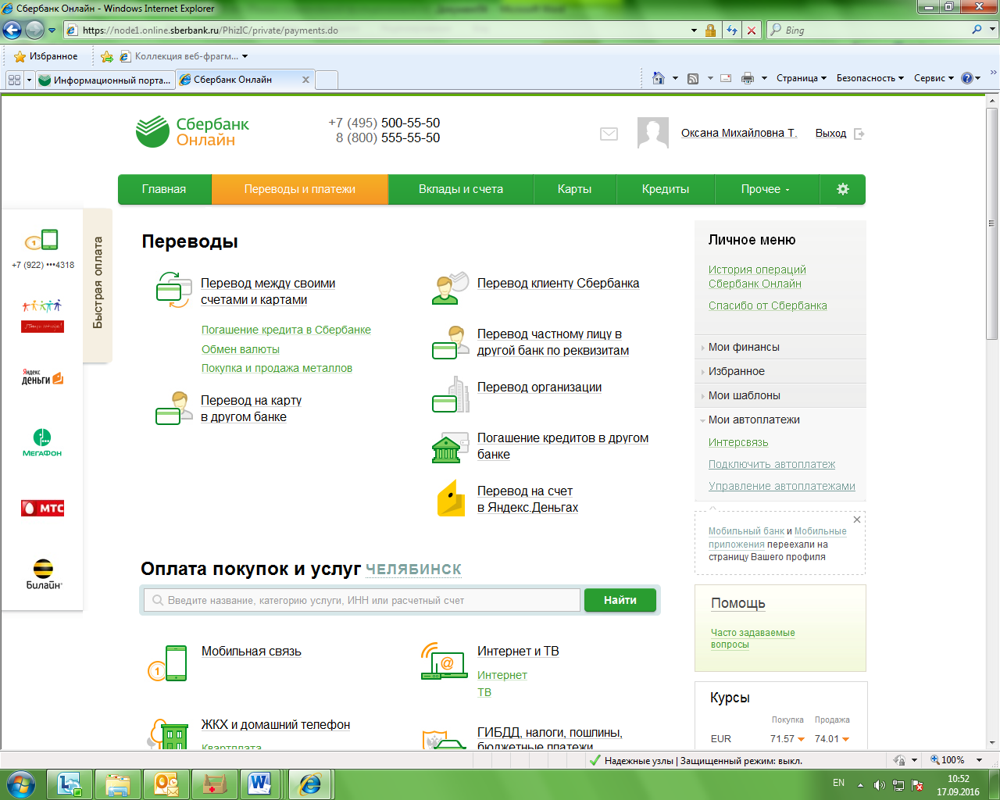 Сбербанк Онлайн - Windows Internet Explorer
https://node1.online.sberbank.ru/PhizIC/private/payments.do
Bing
Избранное
Коллекция веб-фрагм...
Информационный порта...
Сбербанк Онлайн
Страница
Безопасность
Сервис
Сбербанк
Онлайн
+7 (495) 500-55-50
8 (800) 555-55-50
Оксана Михайловна Т.
Выход
Главная
Переводы и платежи
Вклады и счета
Карты
Кредиты
Прочее
Быстрая оплата
+7 (922) •••4318
Яндекс
деньги
МегаФон
МТС
Билайн
Переводы
Перевод между своими
счетами и картами
Погашение кредита в Сбербанке
Обмен валюты
Покупка и продажа металлов
Перевод на карту
в другом банке
Перевод клиенту Сбербанка
Перевод частному лицу в
другой банк по реквизитам
Перевод организации
Погашение кредитов в другом
банке
Перевод на счет
в Яндекс.Деньгах
Оплата покупок и услуг ЧЕЛЯБИНСК
Введите название, категорию услуги, ИНН или расчетный счет
Найти
Мобильная связь
Интернет и ТВ
Интернет
ТВ
ЖКХ и домашний телефон
Квартплата
ГИБДД, налоги, пошлины,
бюджетные платежи
Личное меню
История операций
Сбербанк Онлайн
Спасибо от Сбербанка
Мои финансы
Избранное
Мои шаблоны
Мои автоплатежи
Интерсвязь
Подключить автоплатеж
Управление автоплатежами
Мобильный банк и Мобильные
приложения переехали на
страницу Вашего профиля
Помощь
Часто задаваемые
вопросы
Курсы
Покупка Продажа
EUR 71.57 74.01
Надежные узлы | Защищенный режим: выкл.
100%
EN
10:52
17.09.2016